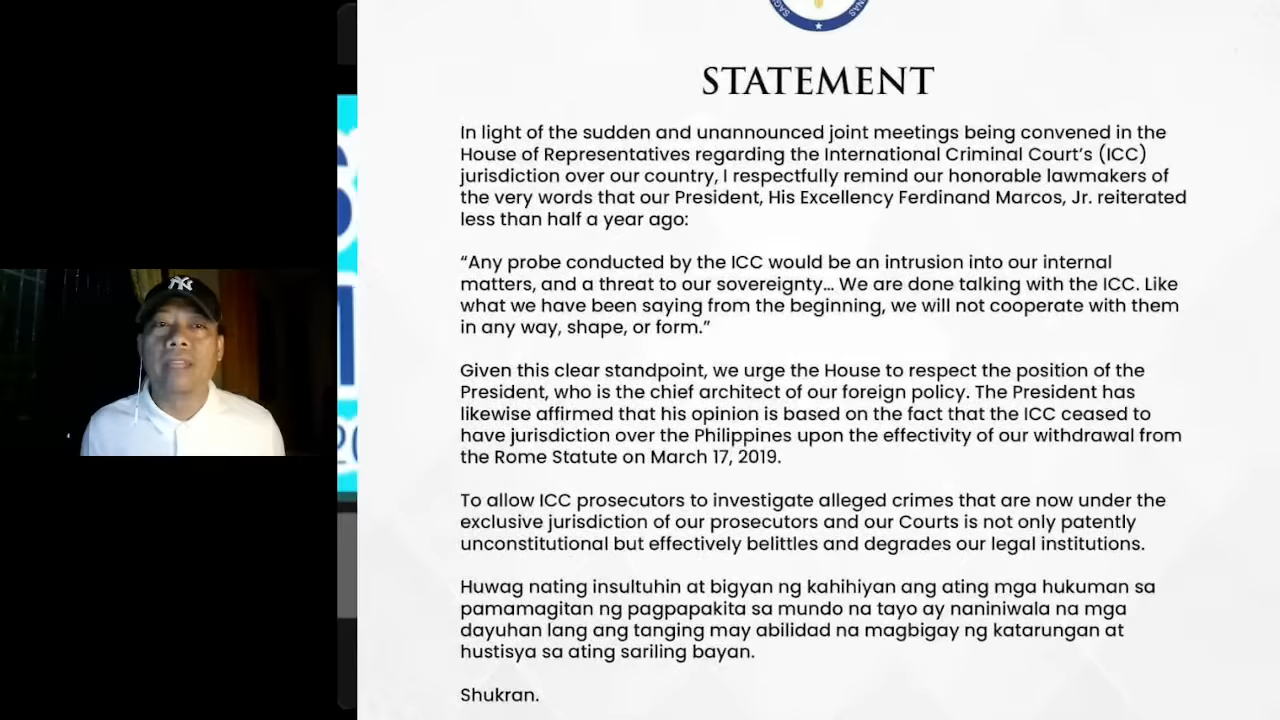 STATEMENT
In light of the sudden and unannounced joint meetings being convened in the
House of Representatives regarding the International Criminal Court's (ICC)
jurisdiction over our country, I respectfully remind our honorable lawmakers of
the very words that our President, His Excellency Ferdinand Marcos, Jr. reiterated
less than half a year ago:
“Any probe conducted by the ICC would be an intrusion into our internal
matters, and a threat to our sovereignty... We are done talking with the ICC. Like
what we have been saying from the beginning, we will not cooperate with them
in any way, shape, or form.”
Given this clear standpoint, we urge the House to respect the position of the
President, who is the chief architect of our foreign policy. The President has
likewise affirmed that his opinion is based on the fact that the ICC ceased to
have jurisdiction over the Philippines upon the effectivity of our withdrawal from
the Rome Statute on March 17, 2019.
To allow ICC prosecutors to investigate alleged crimes that are now under the
exclusive jurisdiction of our prosecutors and our Courts is not only patently
unconstitutional but effectively belittles and degrades our legal institutions.
Huwag nating insultuhin at bigyan ng kahihiyan ang ating mga hukuman sa
pamamagitan ng pagpapakita sa mundo na tayo ay naniniwala na mga
dayuhan lang ang tanging may abilidad na magbigay ng katarungan at
hustisya sa ating sariling bayan.
Shukran.
NY